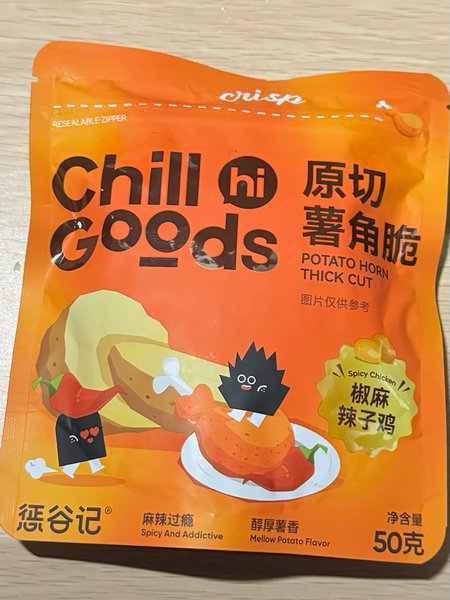 crisp
RESEALABLE ZIPPER
Chill hi
Goods
原切
薯角脆
POTATO HORN
THICK CUT
图片仅供参考
Spicy Chicken
椒麻
辣子鸡
惩谷记®
麻辣过瘾
Spicy And Addictive
醇厚薯香
Mellow Potato Flavor
净含量
50克